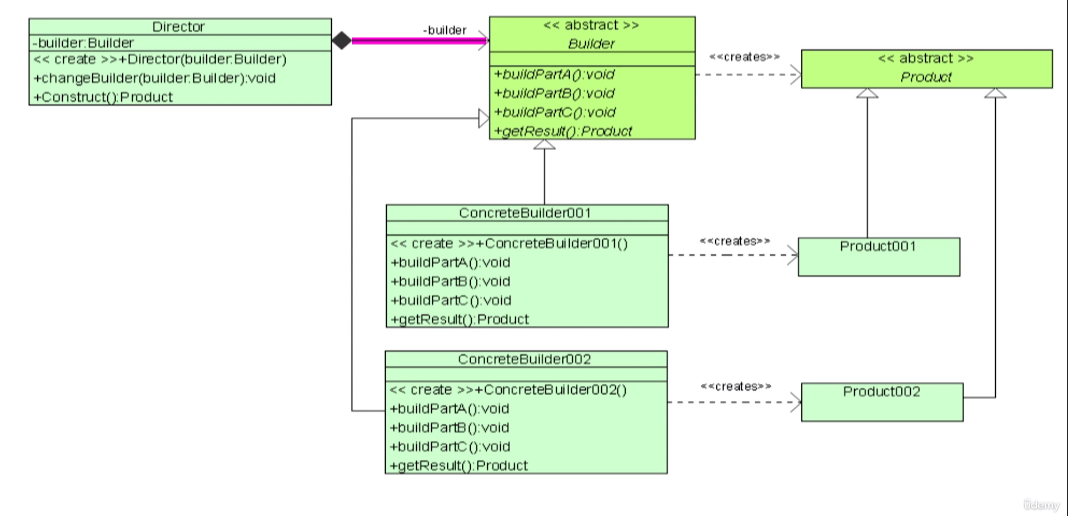 Director
-builder:Builder
<< create >>+Director(builder:Builder)
+changeBuilder(builder:Builder):void
+Construct():Product
-builder
<< abstract >>
Builder
+buildPartA():void
+buildPartB():void
+buildPartC():void
+getResult():Product
<<creates>>
<< abstract >>
Product
ConcreteBuilder001
<< create >>+ConcreteBuilder001()
+buildPartA():void
+buildPartB():void
+buildPartC():void
+getResult():Product
<<creates>>
Product001
ConcreteBuilder002
<< create >>+ConcreteBuilder002()
+buildPartA():void
+buildPartB():void
+buildPartC():void
+getResult():Product
<<creates>>
Product002
ûdemy